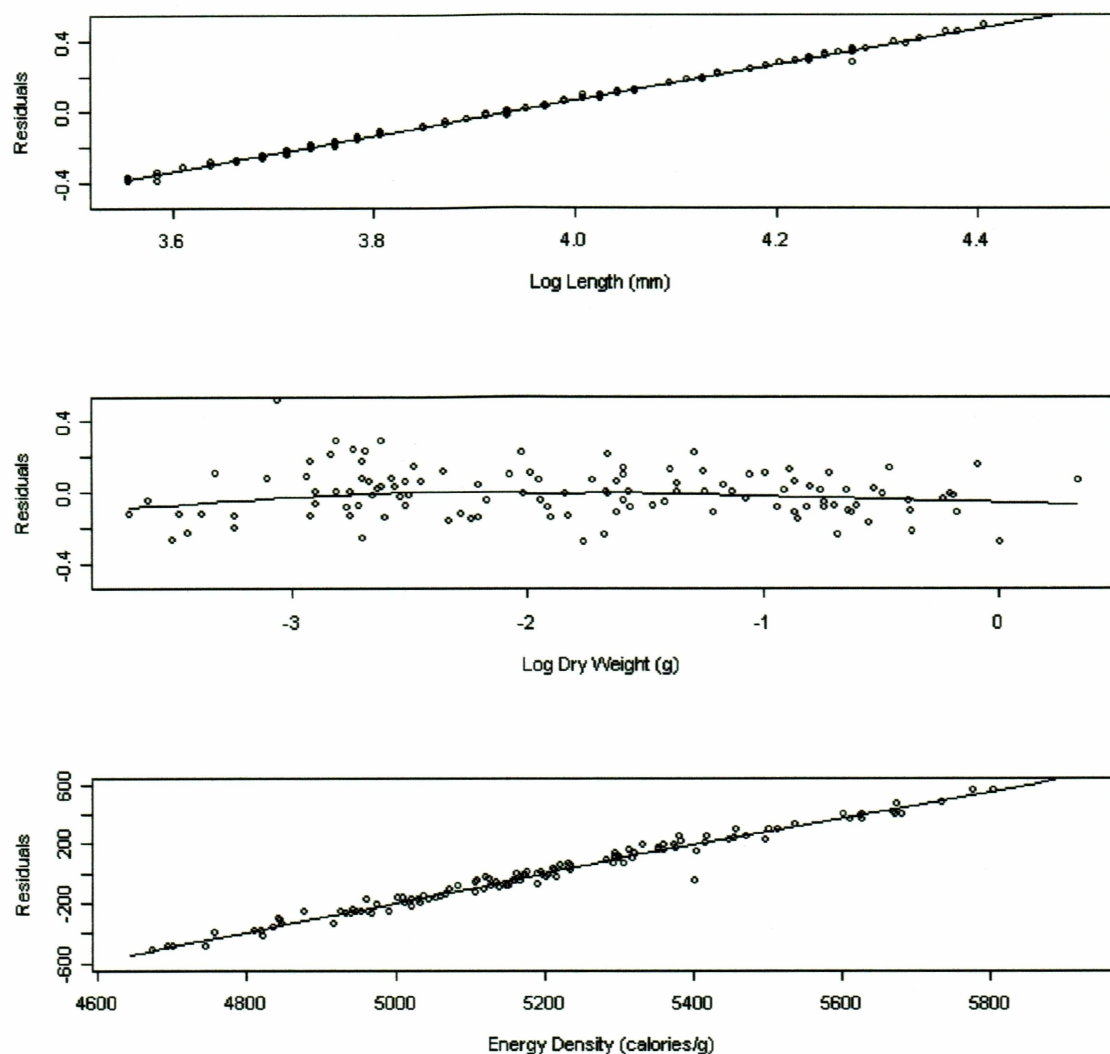 0.4
0.0
-0.4
Residuals
3.6 3.8 4.0 4.2 4.4
Log Length (mm)
0.4
0.0
-0.4
Residuals
-3 -2 -1 0
Log Dry Weight (g)
600
200
-200
-600
Residuals
4600 4800 5000 5200 5400 5600 5800
Energy Density (calories/g)